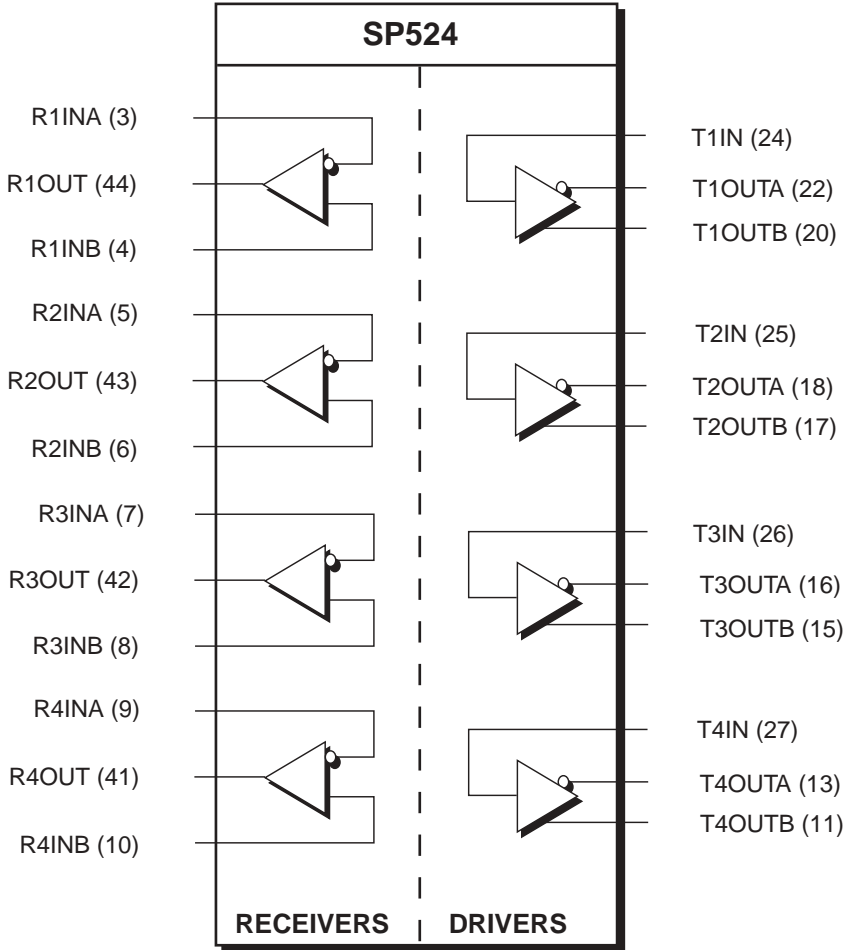 SP524
R1INA (3)
R1OUT (44)
R1INB (4)
R2INA (5)
R2OUT (43)
R2INB (6)
R3INA (7)
R3OUT (42)
R3INB (8)
R4INA (9)
R4OUT (41)
R4INB (10)
T1IN (24)
T1OUTA (22)
T1OUTB (20)
T2IN (25)
T2OUTA (18)
T2OUTB (17)
T3IN (26)
T3OUTA (16)
T3OUTB (15)
T4IN (27)
T4OUTA (13)
T4OUTB (11)
RECEIVERS
DRIVERS